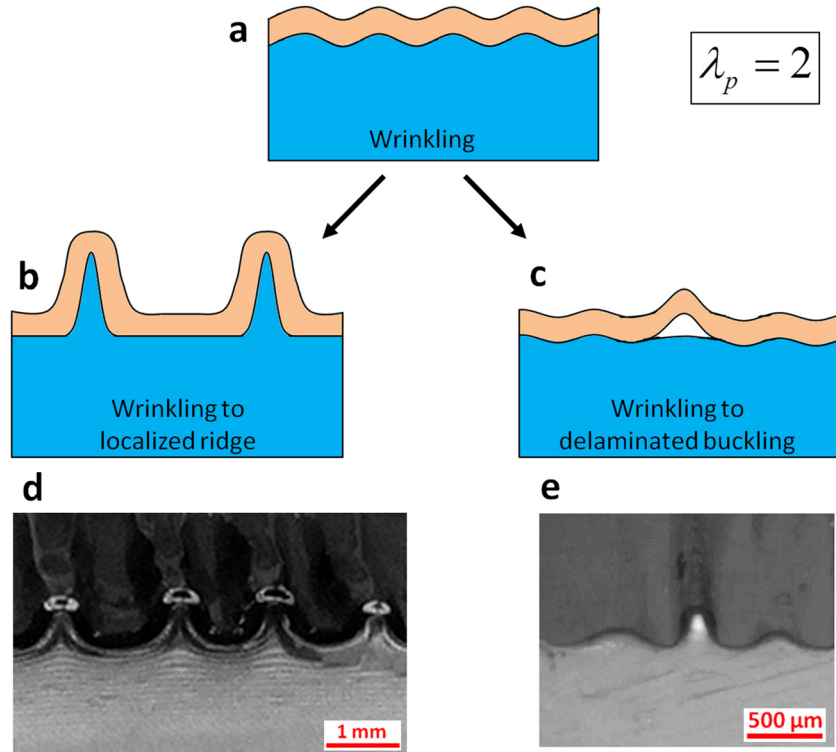 a
λp = 2
Wrinkling
b
c
Wrinkling to
localized ridge
Wrinkling to
delaminated buckling
d
e
1 mm
500 μm